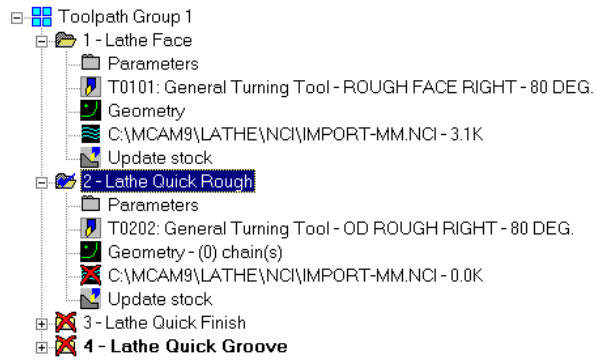 Toolpath Group 1
1 - Lathe Face
Parameters
T0101: General Turning Tool - ROUGH FACE RIGHT - 80 DEG.
Geometry
C:\MCAM9\LATHE\NCI\IMPORT-MM.NCI - 3.1K
Update stock
2 - Lathe Quick Rough
Parameters
T0202: General Turning Tool - OD ROUGH RIGHT - 80 DEG.
Geometry - (0) chain(s)
C:\MCAM9\LATHE\NCI\IMPORT-MM.NCI - 0.0K
Update stock
3 - Lathe Quick Finish
4 - Lathe Quick Groove